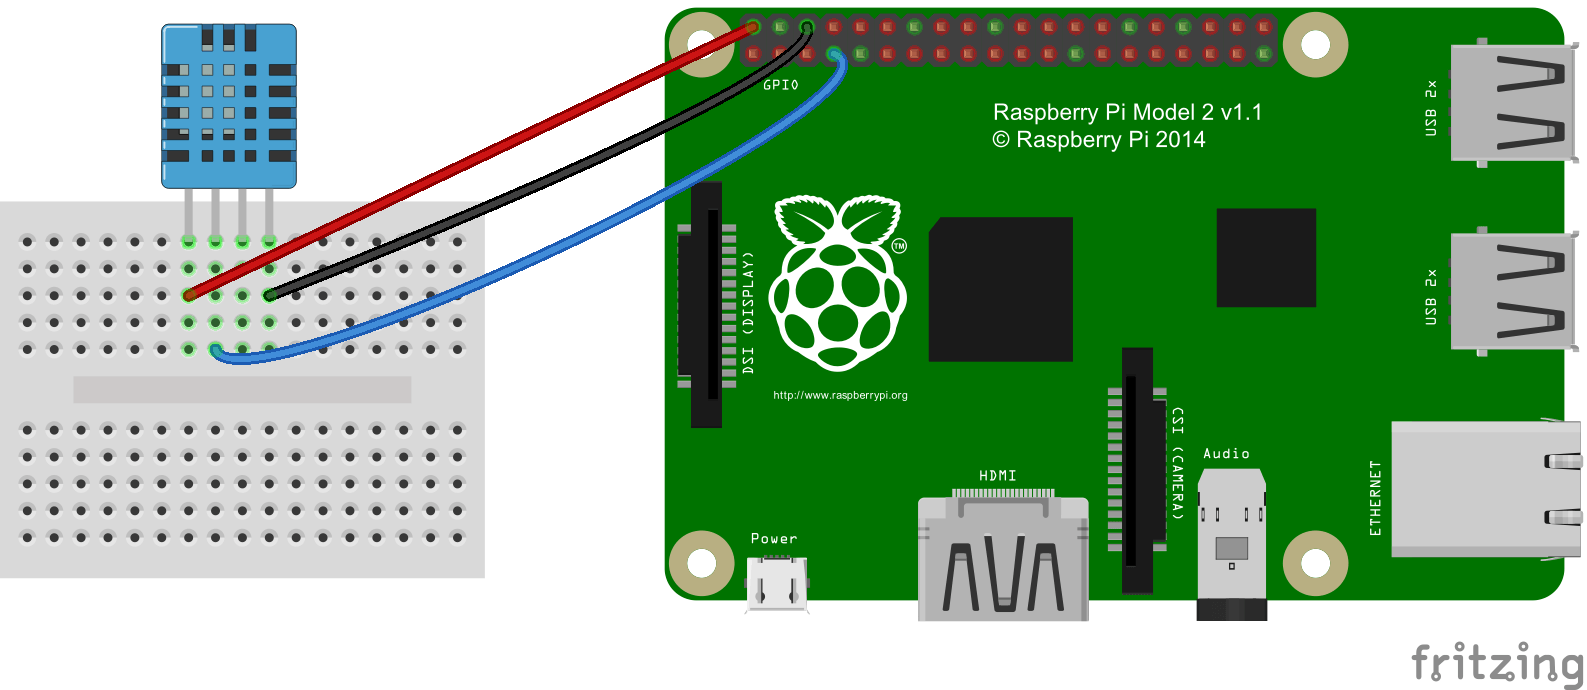 GPIO
Raspberry Pi Model 2 v1.1
© Raspberry Pi 2014
USB 2x
TM
DSI (DISPLAY)
USB 2x
http://www.raspberrypi.org
CSI (CAMERA)
Audio
HDMI
ETHERNET
Power
fritzing